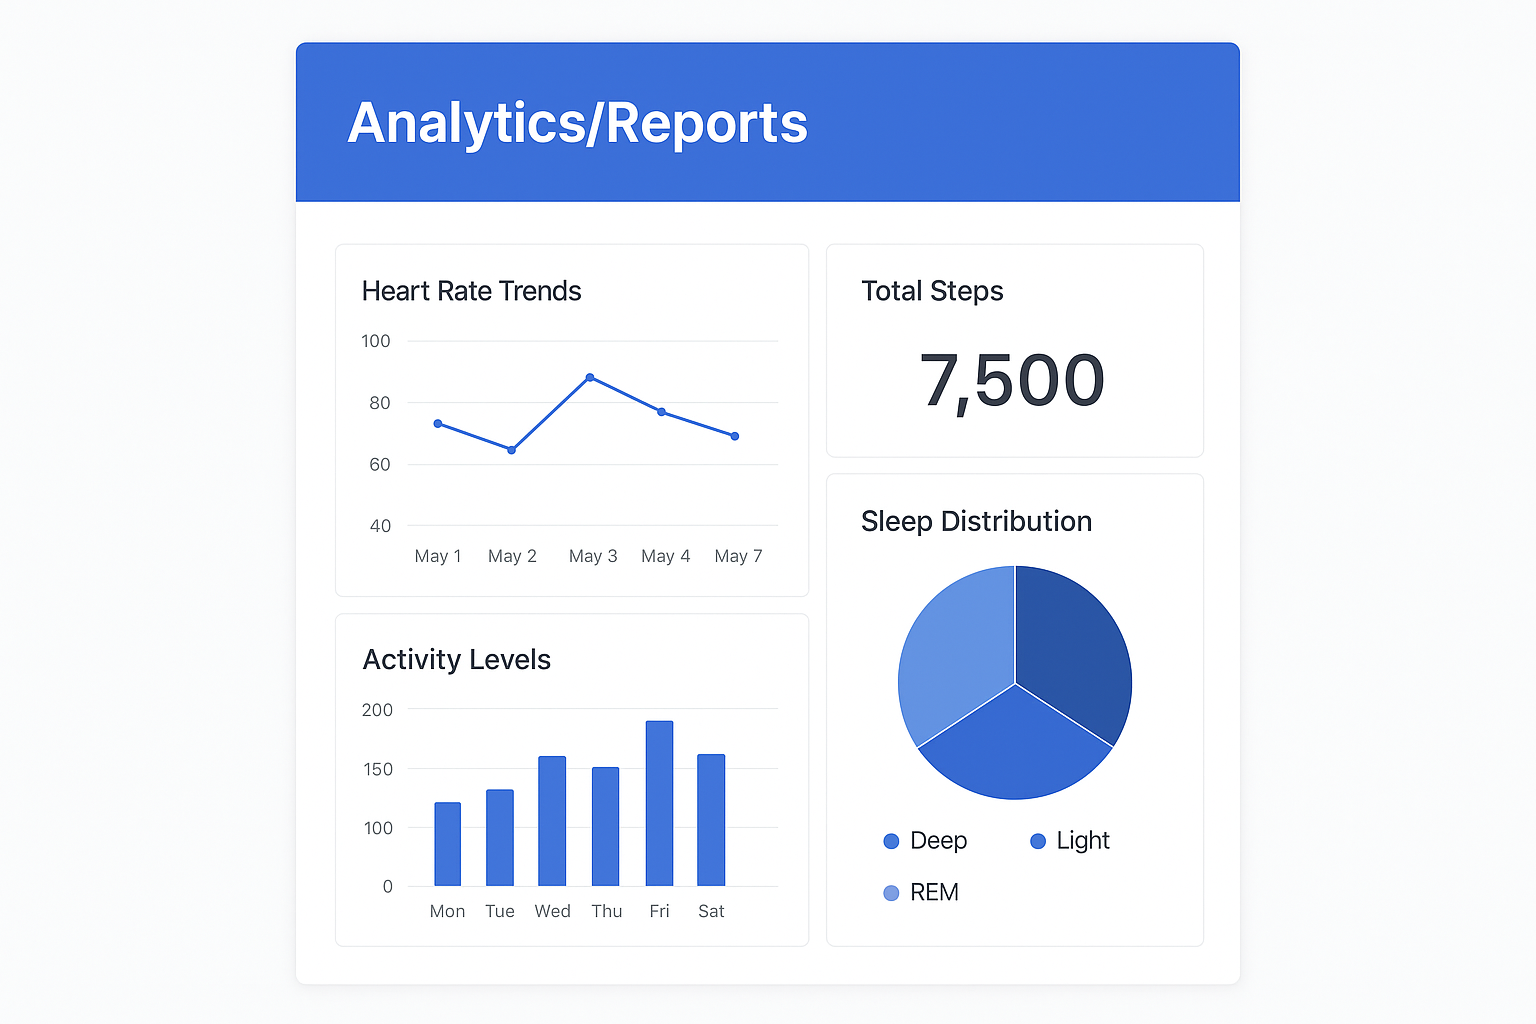 Analytics/Reports
Heart Rate Trends
100
80
60
40
May 1 May 2 May 3 May 4 May 7
Total Steps
7,500
Activity Levels
200
150
100
0
Mon Tue Wed Thu Fri Sat
Sleep Distribution
Deep Light
REM